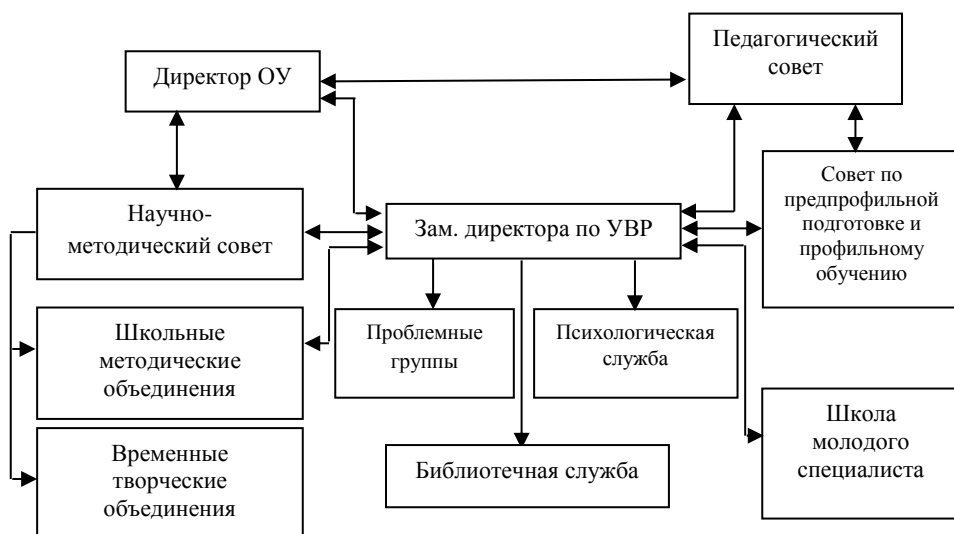 Педагогический
совет
Директор ОУ
Научно-
методический совет
Зам. директора по УВР
Совет по
предпрофильной
подготовке и
профильному
обучению
Школьные
методические
объединения
Проблемные
группы
Психологическая
служба
Школа
молодого
специалиста
Временные
творческие
объединения
Библиотечная служба